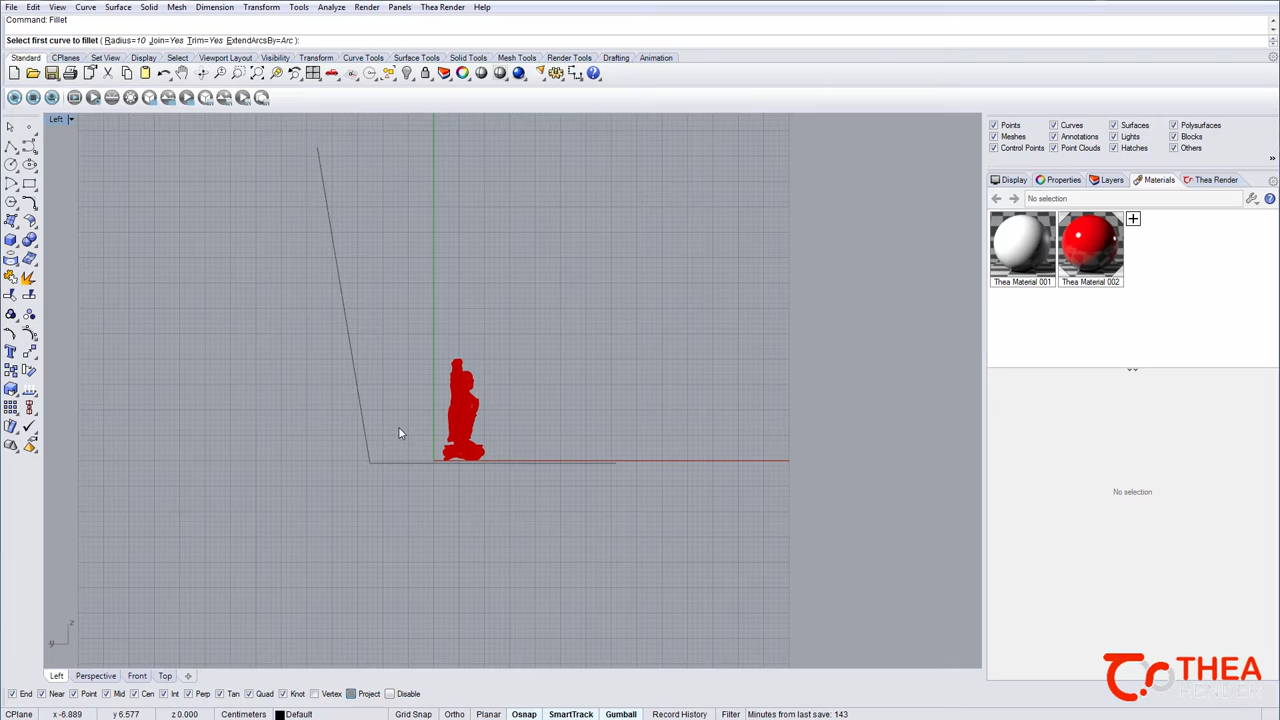 File Edit View Curve Surface Solid Mesh Dimension Transform Tools Analyze Render Panels Thea Render Help
Command: Fillet
Select first curve to fillet ( Radius=10 Join=Yes Trim=Yes ExtendArcsBy=Arc ):
Standard CPlanes Set View Display Select Viewport Layout Visibility Transform Curve Tools Surface Tools Solid Tools Mesh Tools Render Tools Drafting Animation
Left
Points Curves Surfaces Polysurfaces
Meshes Annotations Lights Blocks
Control Points Point Clouds Hatches Others
Display Properties Layers Materials Thea Render
No selection
Thea Material 001 Thea Material 002
No selection
z
y
THEA
RENDER
Left Perspective Front Top
End Near Point Mid Cen Int Perp Tan Quad Knot Vertex Project Disable
CPlane x -6.889 y 6.577 z 0.000 Centimeters Default Grid Snap Ortho Planar Osnap SmartTrack Gumball Record History Filter Minutes from last save: 143